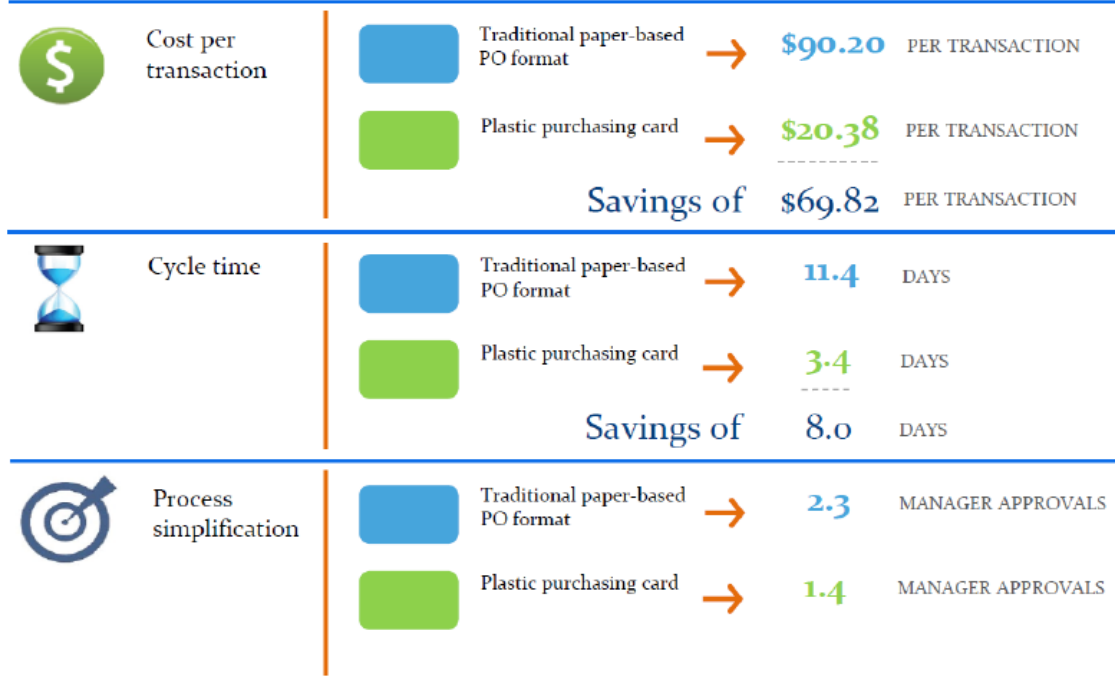 Cost per
transaction
Traditional paper-based
PO format
$90.20 PER TRANSACTION
Plastic purchasing card
$20.38 PER TRANSACTION
Savings of $69.82 PER TRANSACTION
Cycle time
Traditional paper-based
PO format
11.4 DAYS
Plastic purchasing card
3.4 DAYS
Savings of 8.0 DAYS
Process
simplification
Traditional paper-based
PO format
2.3 MANAGER APPROVALS
Plastic purchasing card
1.4 MANAGER APPROVALS